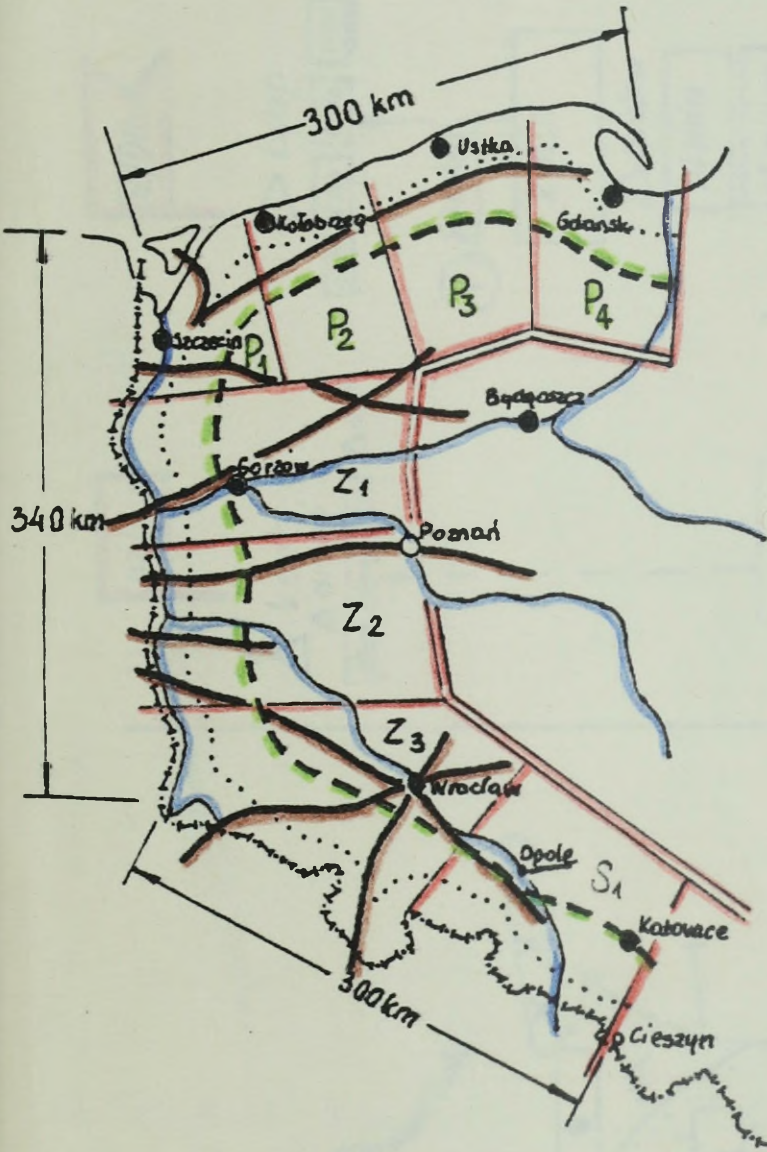 300 km
Ustka
Kołobrzeg
Gdańsk
Szczecin
P1
P2
P3
P4
Bydgoszcz
Gorzów
Z1
340 km
Poznań
Z2
Z3
Wrocław
Opole
S1
Katowace
300 km
Cieszyn